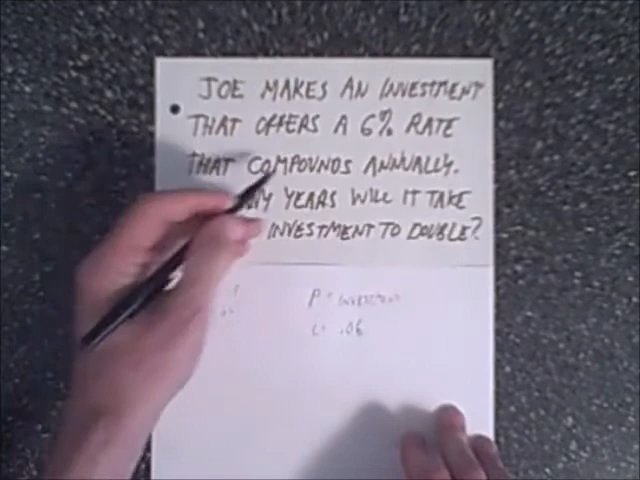 JOE MAKES AN INVESTMENT
THAT OFFERS A 6% RATE
THAT COMPOUNDS ANNUALLY.
YEARS WILL IT TAKE
INVESTMENT TO DOUBLE?
P = INVESTMENT
i = .06